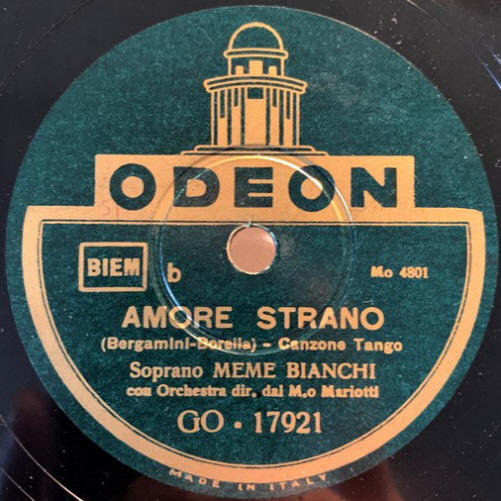 ODEON
BIEM b Mo 4801
AMORE STRANO
(Bergamini-Borella) - Canzone Tango
Soprano MEME BIANCHI
con Orchestra dir. dal M.o Mariotti
GO • 17921
MADE IN ITALY